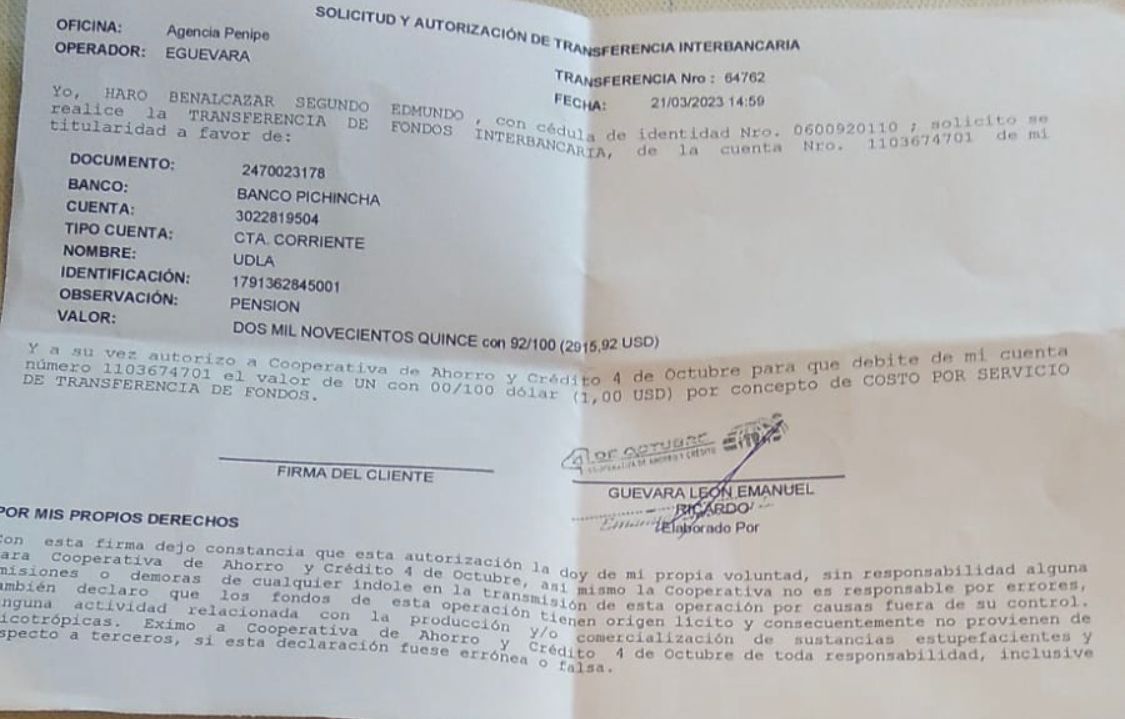 SOLICITUD Y AUTORIZACIÓN DE TRANSFERENCIA INTERBANCARIA
OFICINA: Agencia Penipe
OPERADOR: EGUEVARA
TRANSFERENCIA Nro : 64762
FECHA: 21/03/2023 14:59
Yo, HARO BENALCAZAR SEGUNDO EDMUNDO , con cédula de identidad Nro. 0600920110 ; solicito se
realice la TRANSFERENCIA DE FONDOS INTERBANCARIA, de la cuenta Nro. 1103674701 de mi
titularidad a favor de:
DOCUMENTO: 2470023178
BANCO: BANCO PICHINCHA
CUENTA: 3022819504
TIPO CUENTA: CTA. CORRIENTE
NOMBRE: UDLA
IDENTIFICACIÓN: 1791362845001
OBSERVACIÓN: PENSION
VALOR: DOS MIL NOVECIENTOS QUINCE con 92/100 (2915,92 USD)
Y a su vez autorizo a Cooperativa de Ahorro y Crédito 4 de Octubre para que debite de mi cuenta
número 1103674701 el valor de UN con 00/100 dólar (1,00 USD) por concepto de COSTO POR SERVICIO
DE TRANSFERENCIA DE FONDOS.
4 DE OCTUBRE
COOPERATIVA DE AHORRO Y CRÉDITO
FIRMA DEL CLIENTE
GUEVARA LEON EMANUEL
RICARDO
Elaborado Por
POR MIS PROPIOS DERECHOS
Con esta firma dejo constancia que esta autorización la doy de mi propia voluntad, sin responsabilidad alguna
para Cooperativa de Ahorro y Crédito 4 de Octubre, asi mismo la Cooperativa no es responsable por errores,
misiones o demoras de cualquier índole en la transmisión de esta operación por causas fuera de su control.
ambién declaro que los fondos de esta operación tienen origen lícito y consecuentemente no provienen de
inguna actividad relacionada con la producción y/o comercialización de sustancias estupefacientes y
icotrópicas. Eximo a Cooperativa de Ahorro y Crédito 4 de Octubre de toda responsabilidad, inclusive
specto a terceros, si esta declaración fuese errónea o falsa.